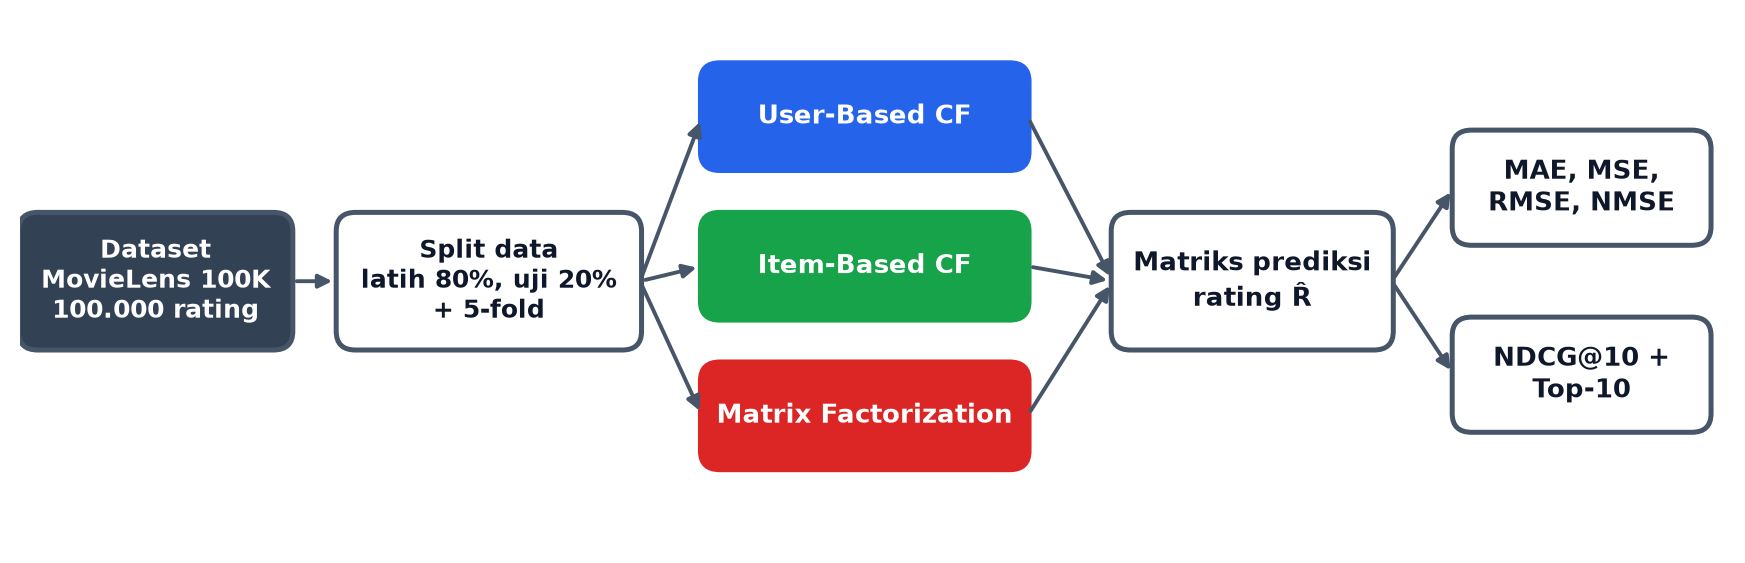 Dataset
MovieLens 100K
100.000 rating
Split data
latih 80%, uji 20%
+ 5-fold
User-Based CF
Item-Based CF
Matrix Factorization
Matriks prediksi
rating R̂
MAE, MSE,
RMSE, NMSE
NDCG@10 +
Top-10